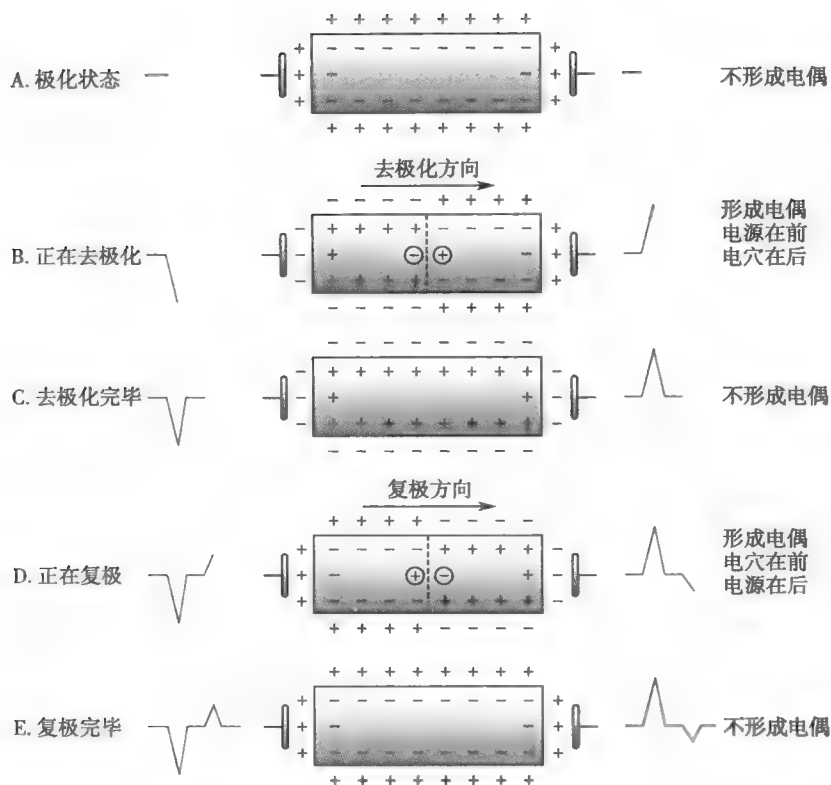 A. 极化状态
不形成电偶
去极化方向
B. 正在去极化
形成电偶
电源在前
电穴在后
C. 去极化完毕
不形成电偶
复极方向
D. 正在复极
形成电偶
电穴在前
电源在后
E. 复极完毕
不形成电偶